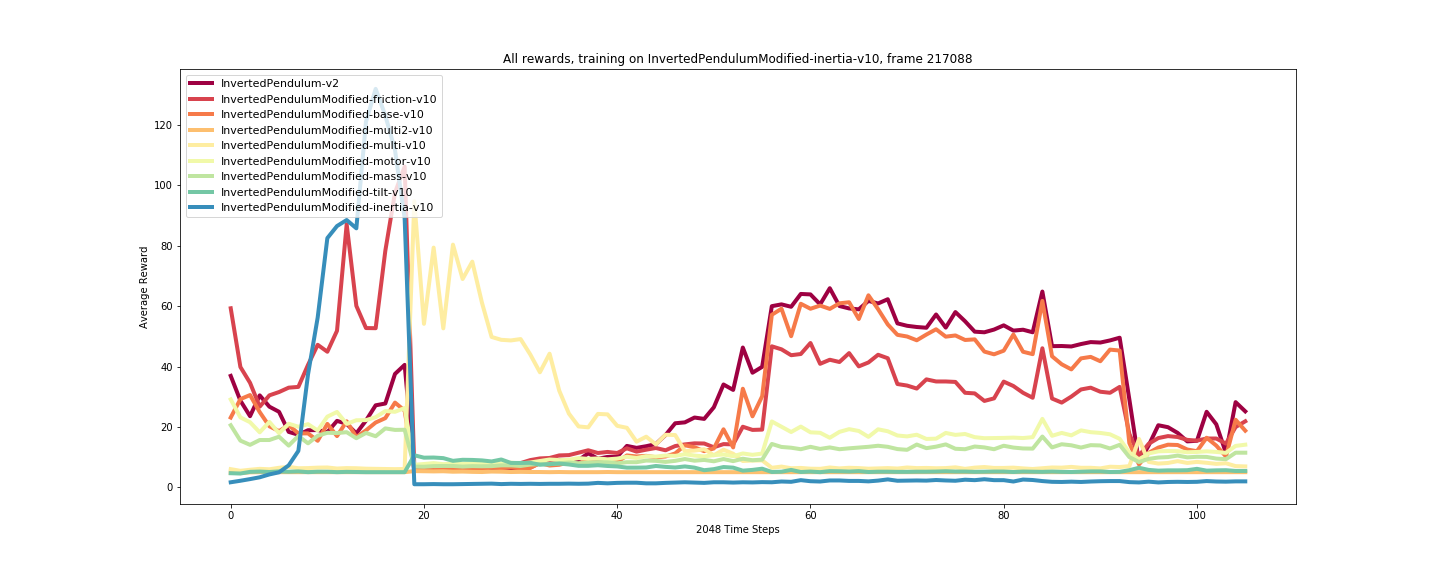 All rewards, training on InvertedPendulumModified-inertia-v10, frame 217088
InvertedPendulum-v2
InvertedPendulumModified-friction-v10
InvertedPendulumModified-base-v10
InvertedPendulumModified-multi2-v10
InvertedPendulumModified-multi-v10
InvertedPendulumModified-motor-v10
InvertedPendulumModified-mass-v10
InvertedPendulumModified-tilt-v10
InvertedPendulumModified-inertia-v10
Average Reward
120
100
80
60
40
20
0
0 20 40 60 80 100
2048 Time Steps